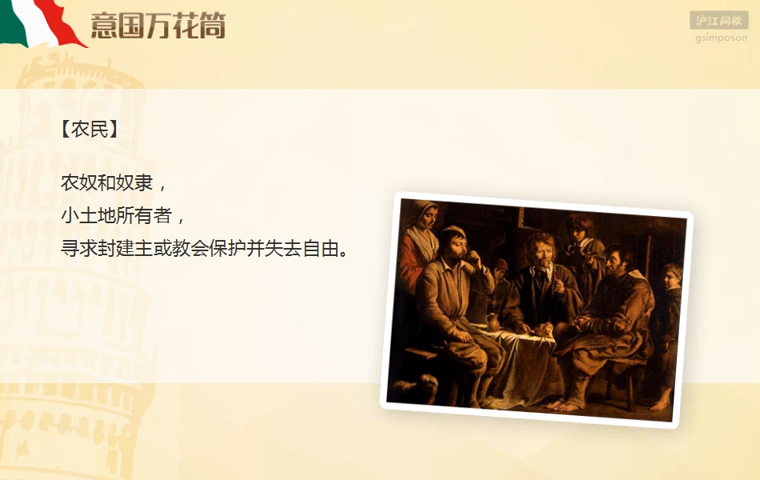 意国万花筒
沪江网校
gsimposon
【农民】
农奴和奴隶，
小土地所有者，
寻求封建主或教会保护并失去自由。